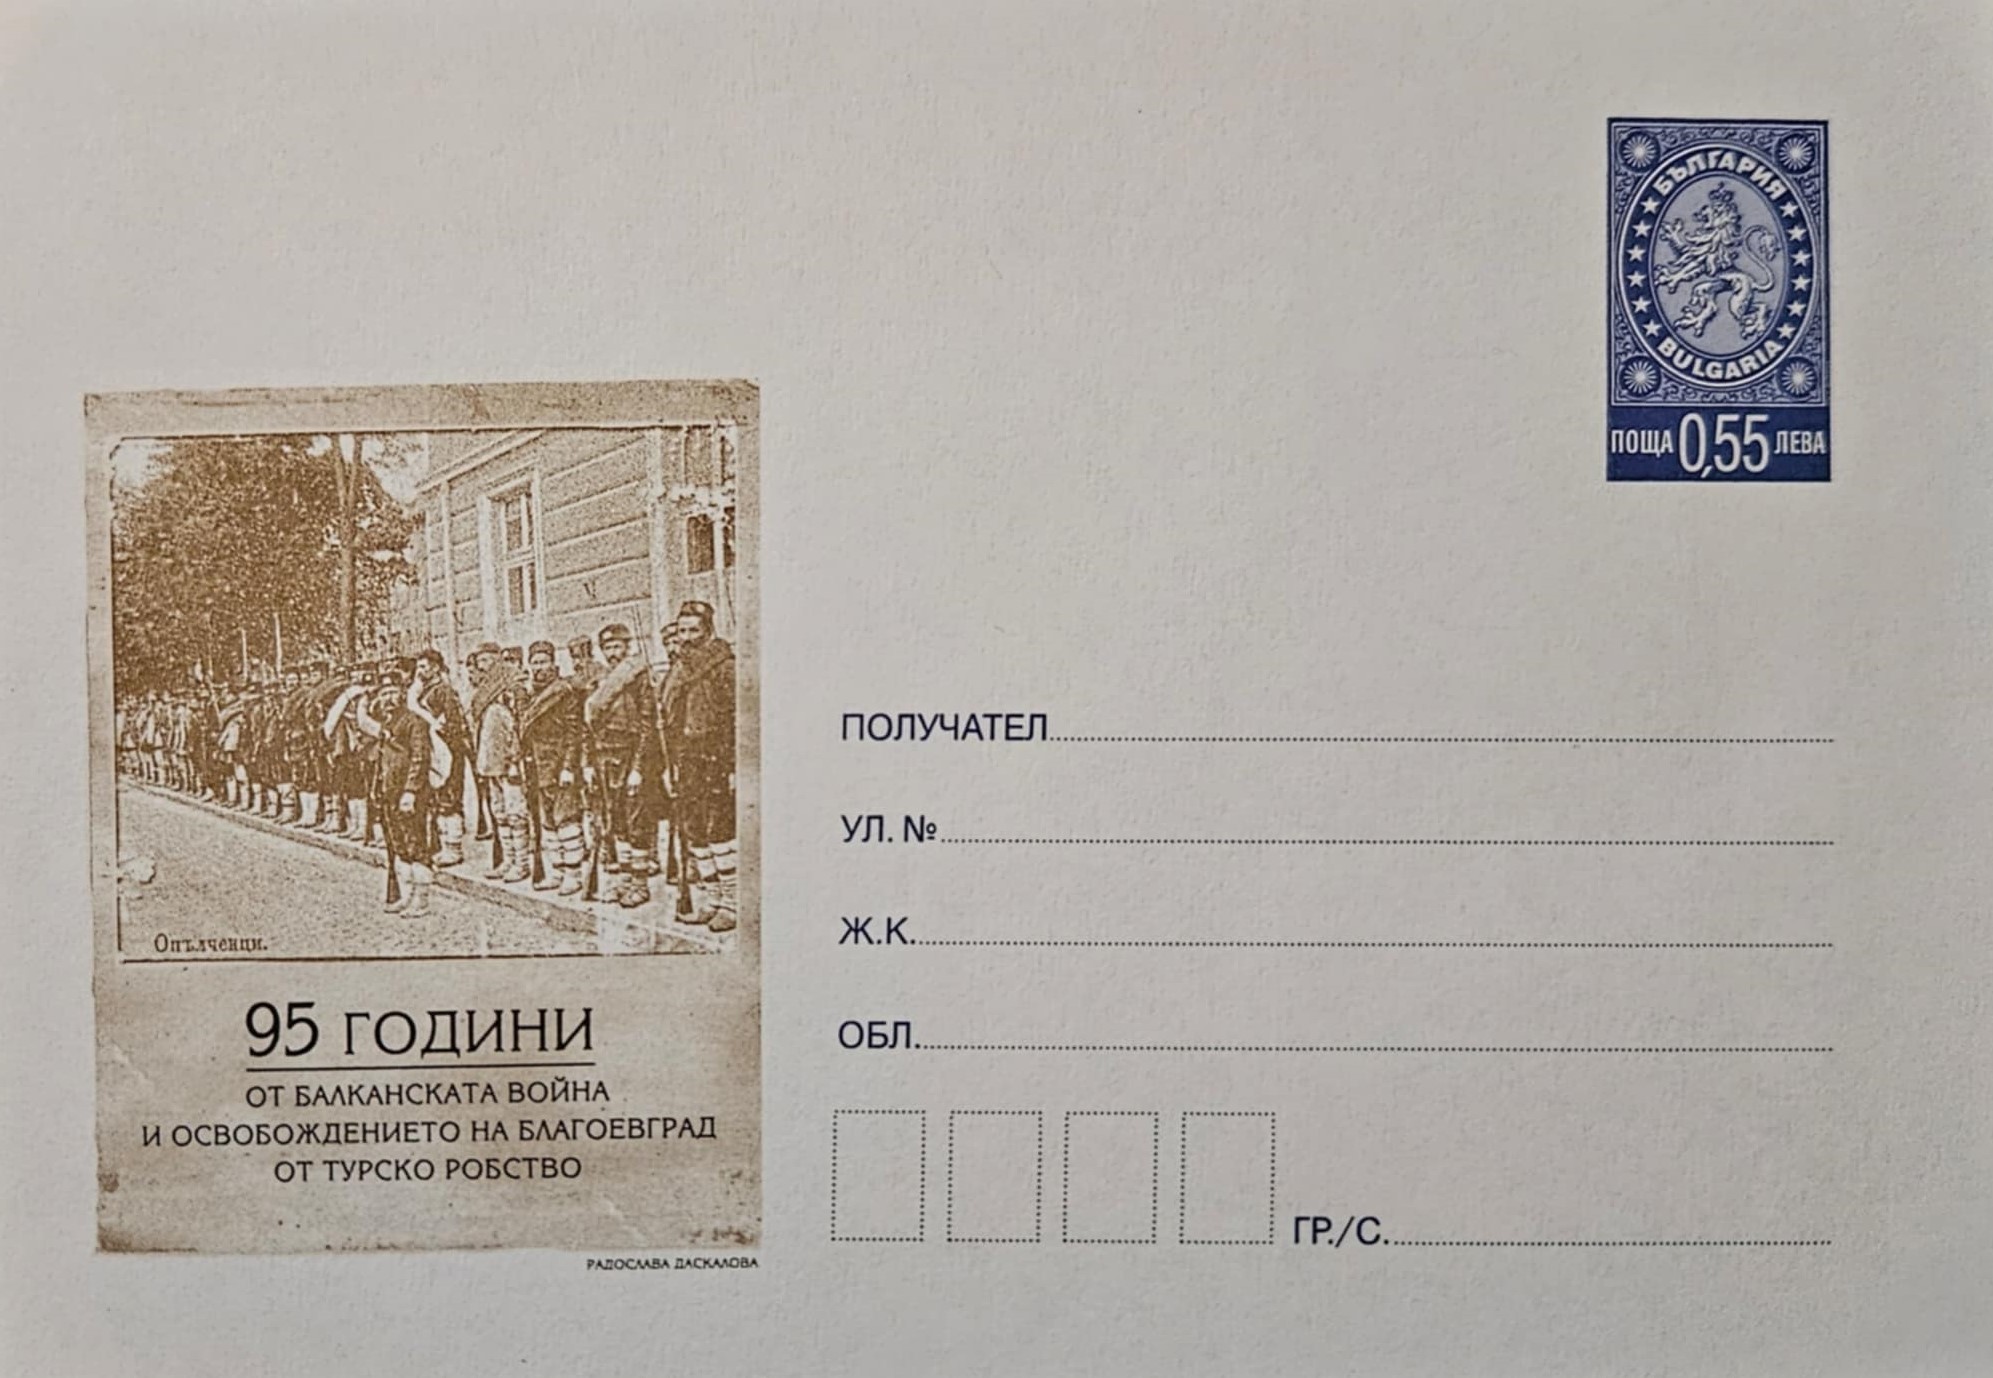 БЪЛГАРИЯ
BULGARIA
ПОЩА 0,55 ЛЕВА
Опълченци.
95 ГОДИНИ
ОТ БАЛКАНСКАТА ВОЙНА
И ОСВОБОЖДЕНИЕТО НА БЛАГОЕВГРАД
ОТ ТУРСКО РОБСТВО
РАДОСЛАВА ДАСКАЛОВА
ПОЛУЧАТЕЛ
УЛ. №
Ж.К.
ОБЛ.
ГР./С.